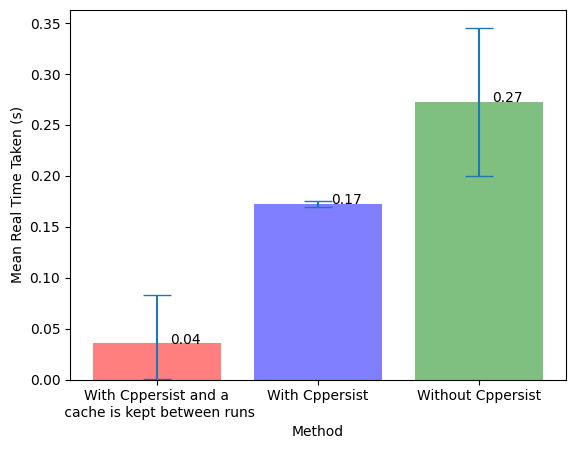 0.35
0.30
0.25
0.20
0.15
0.10
0.05
0.00
Mean Real Time Taken (s)
0.04
0.17
0.27
With Cppersist and a
cache is kept between runs
With Cppersist
Without Cppersist
Method